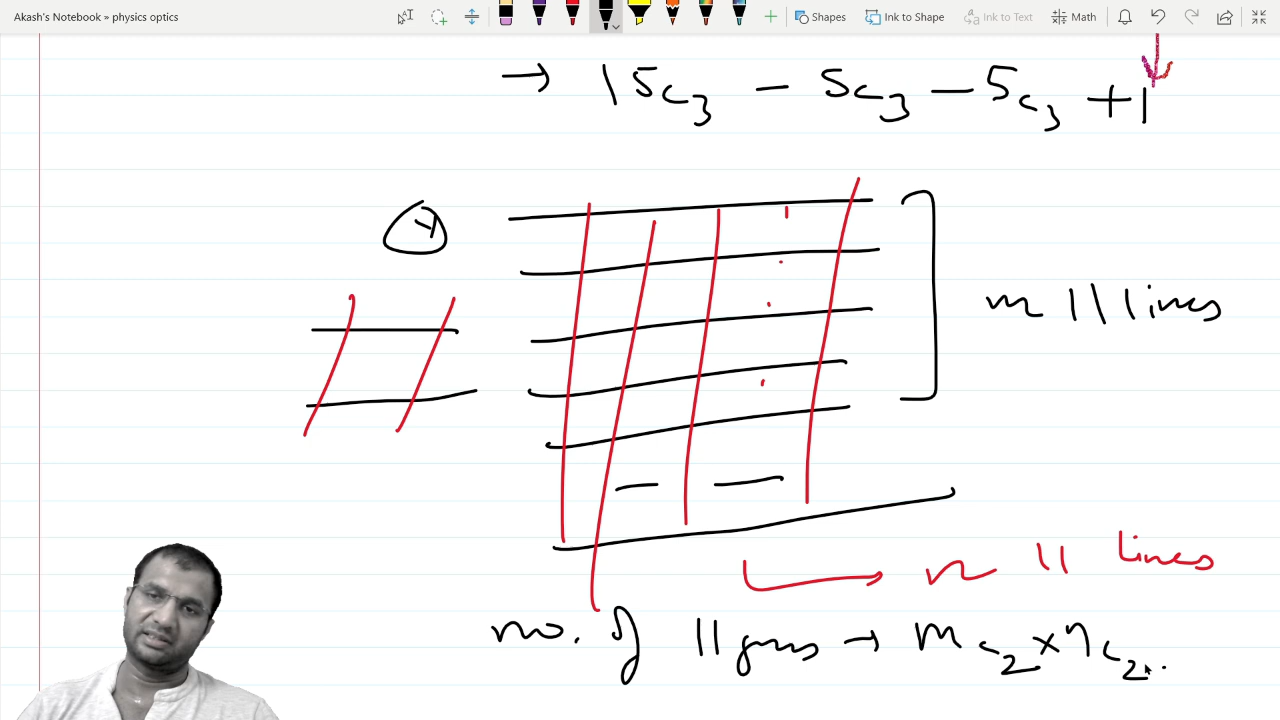 Akash's Notebook » physics optics
Shapes
Ink to Shape
Ink to Text
Math
→ 15c₃ – 5c₃ – 5c₃ + 1
4
m || lines
n || lines
no. of ||gms → mc₂ × nc₂.